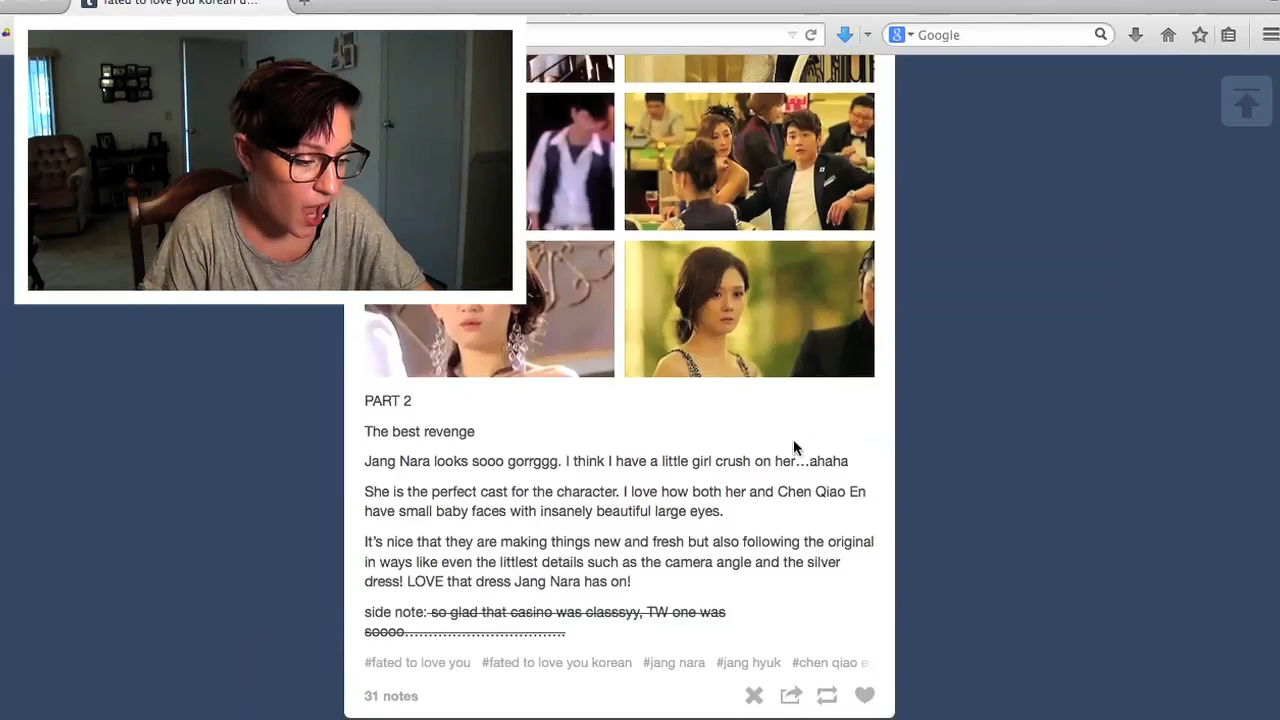 fated to love you korean d...
Google
PART 2
The best revenge
Jang Nara looks sooo gorrggg. I think I have a little girl crush on her...ahaha
She is the perfect cast for the character. I love how both her and Chen Qiao En
have small baby faces with insanely beautiful large eyes.
It's nice that they are making things new and fresh but also following the original
in ways like even the littlest details such as the camera angle and the silver
dress! LOVE that dress Jang Nara has on!
side note: so glad that casino was classsyy, TW one was
soooo.................................
#fated to love you #fated to love you korean #jang nara #jang hyuk #chen qiao en
31 notes